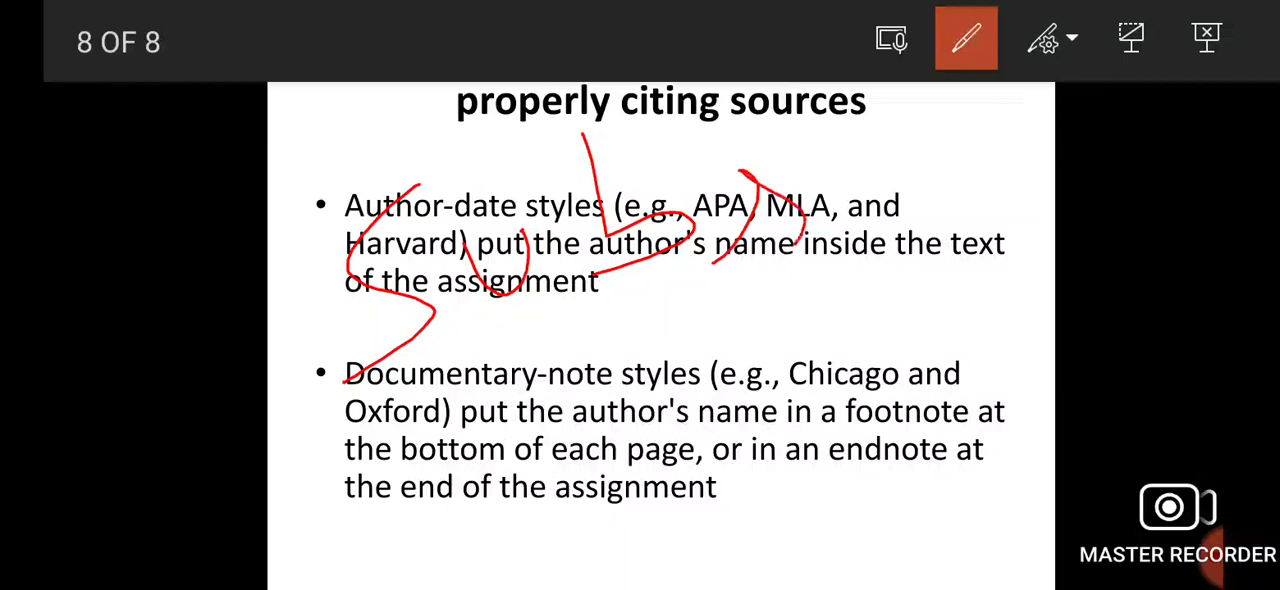 8 OF 8
properly citing sources
• Author-date styles (e.g., APA, MLA, and
Harvard) put the author's name inside the text
of the assignment
• Documentary-note styles (e.g., Chicago and
Oxford) put the author's name in a footnote at
the bottom of each page, or in an endnote at
the end of the assignment
MASTER RECORDER